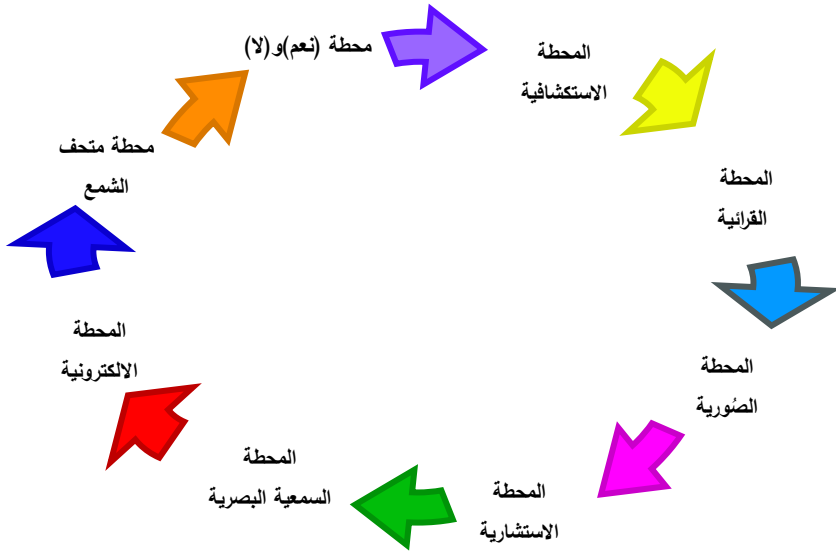 محطة (نعم)و(لا)
المحطة
الاستكشافية
المحطة
القرائية
المحطة
الصُورية
المحطة
الاستشارية
المحطة
السمعية البصرية
المحطة
الالكترونية
محطة متحف
الشمع